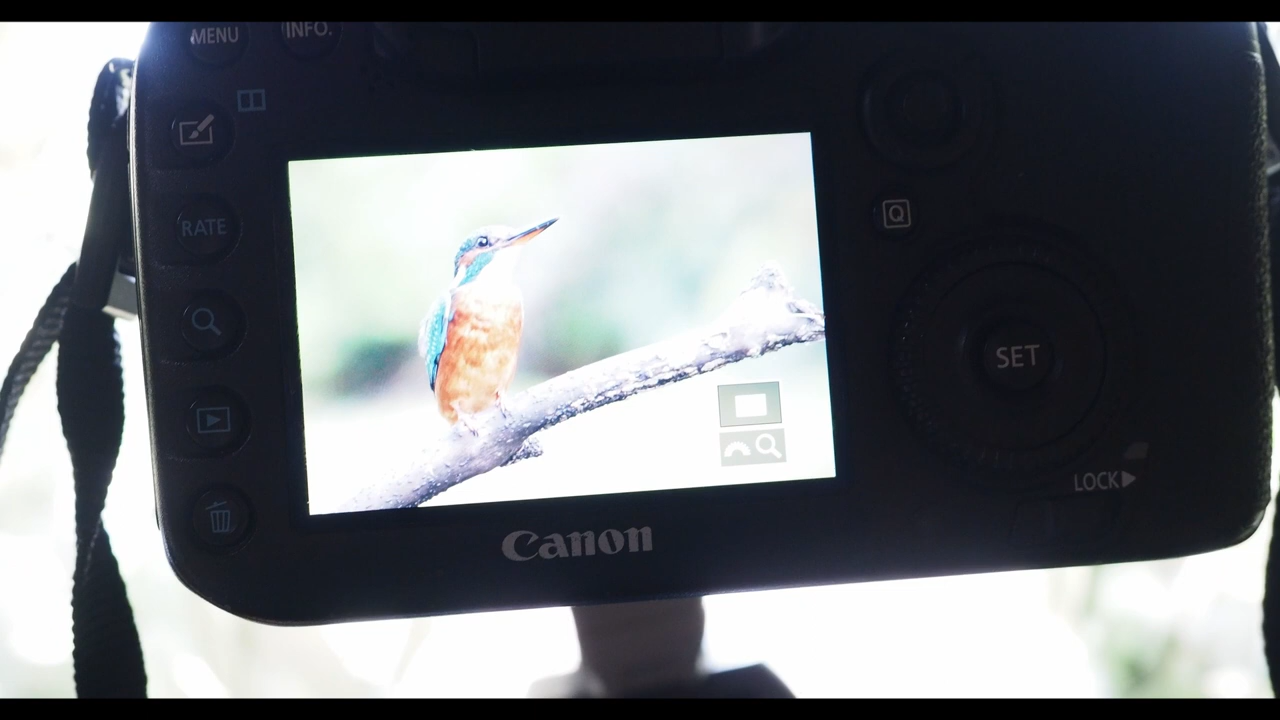 MENU INFO.
RATE
Q
SET
LOCK
Canon